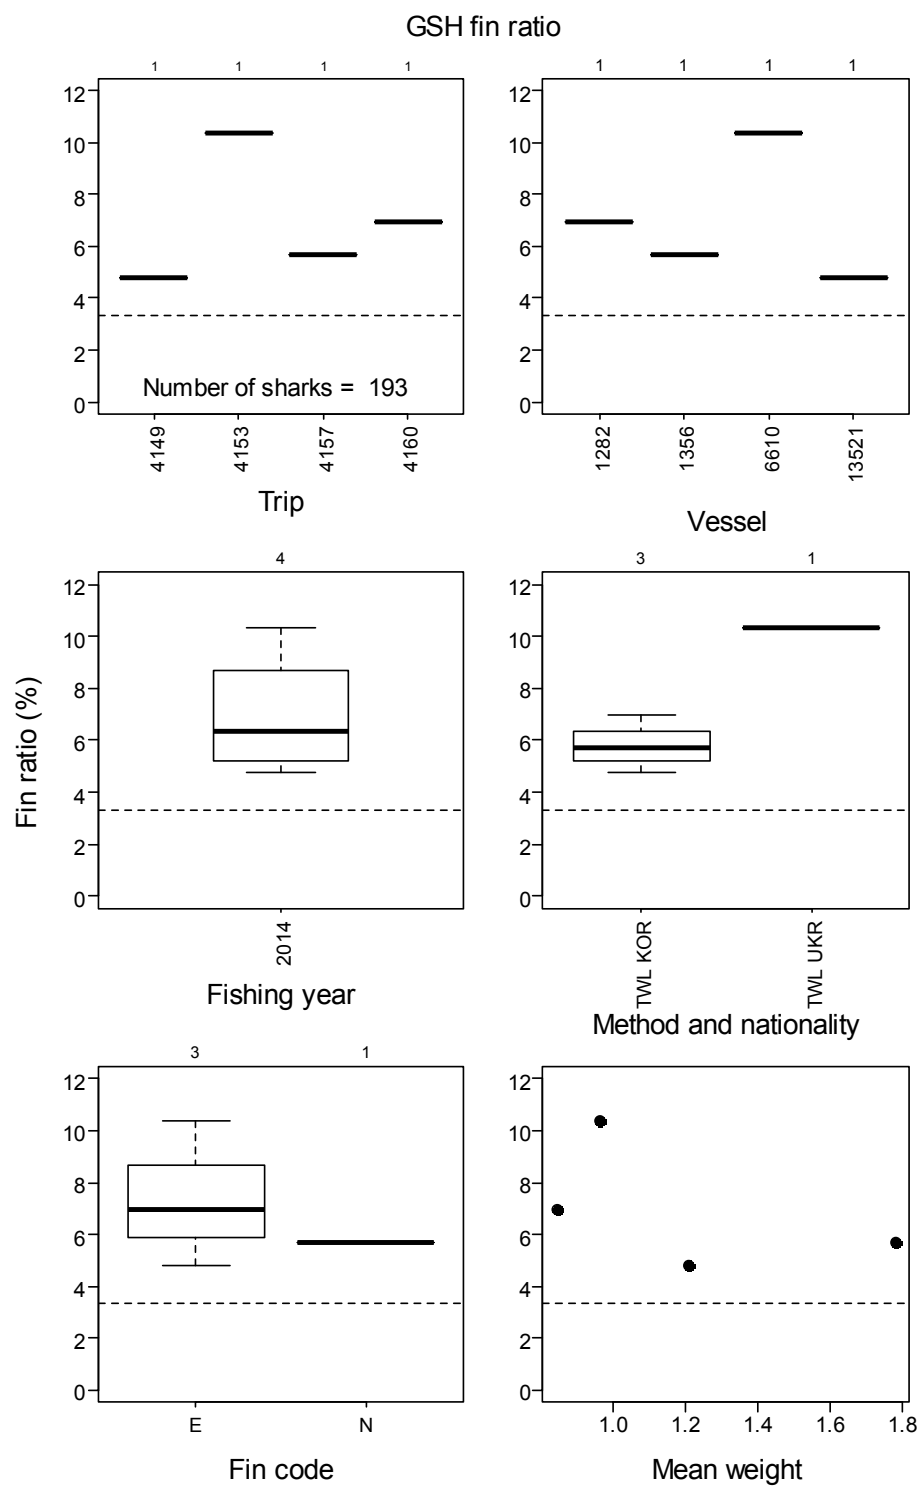 GSH fin ratio
1 1 1 1
12
10
8
6
4
2
0
Number of sharks = 193
4149 4153 4157 4160
Trip
1 1 1 1
12
10
8
6
4
2
0
1282 1356 6610 13521
Vessel
Fin ratio (%)
4
12
10
8
6
4
2
0
2014
Fishing year
3 1
12
10
8
6
4
2
0
TWL KOR TWL UKR
Method and nationality
3 1
12
10
8
6
4
2
0
E N
Fin code
12
10
8
6
4
2
0
1.0 1.2 1.4 1.6 1.8
Mean weight